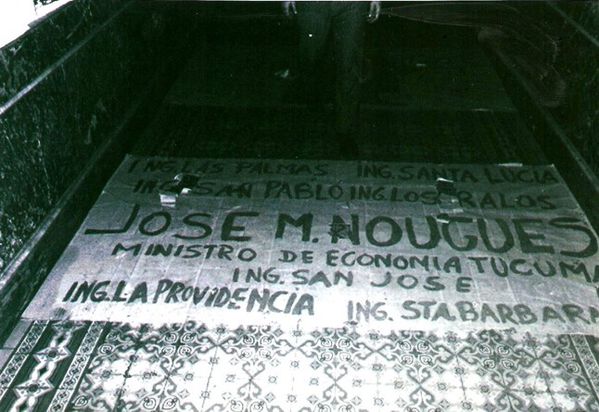 ING. LAS PALMAS ING. SANTA LUCIA
ING. SAN PABLÓ ING. LOS RALOS
JOSE M. NOUGUES
MINISTRO DE ECONOMIA TUCUMA
ING. SAN JOSE
ING. LA PROVIDENCIA ING. STA. BARBARA